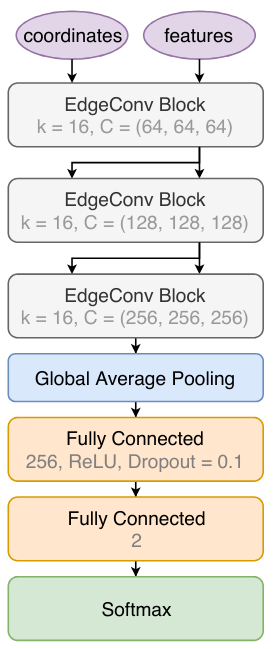 coordinates features
EdgeConv Block
k = 16, C = (64, 64, 64)
EdgeConv Block
k = 16, C = (128, 128, 128)
EdgeConv Block
k = 16, C = (256, 256, 256)
Global Average Pooling
Fully Connected
256, ReLU, Dropout = 0.1
Fully Connected
2
Softmax